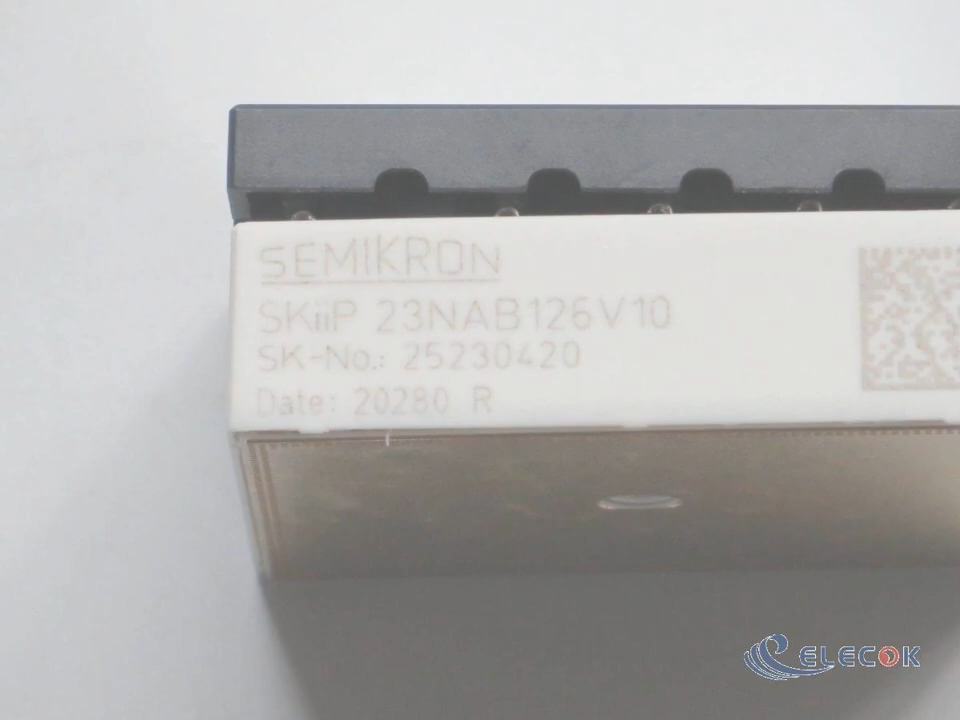 SEMIKRON
SKiiP 23NAB126V10
SK-No.: 25230420
Date: 20280 R
ELECOK